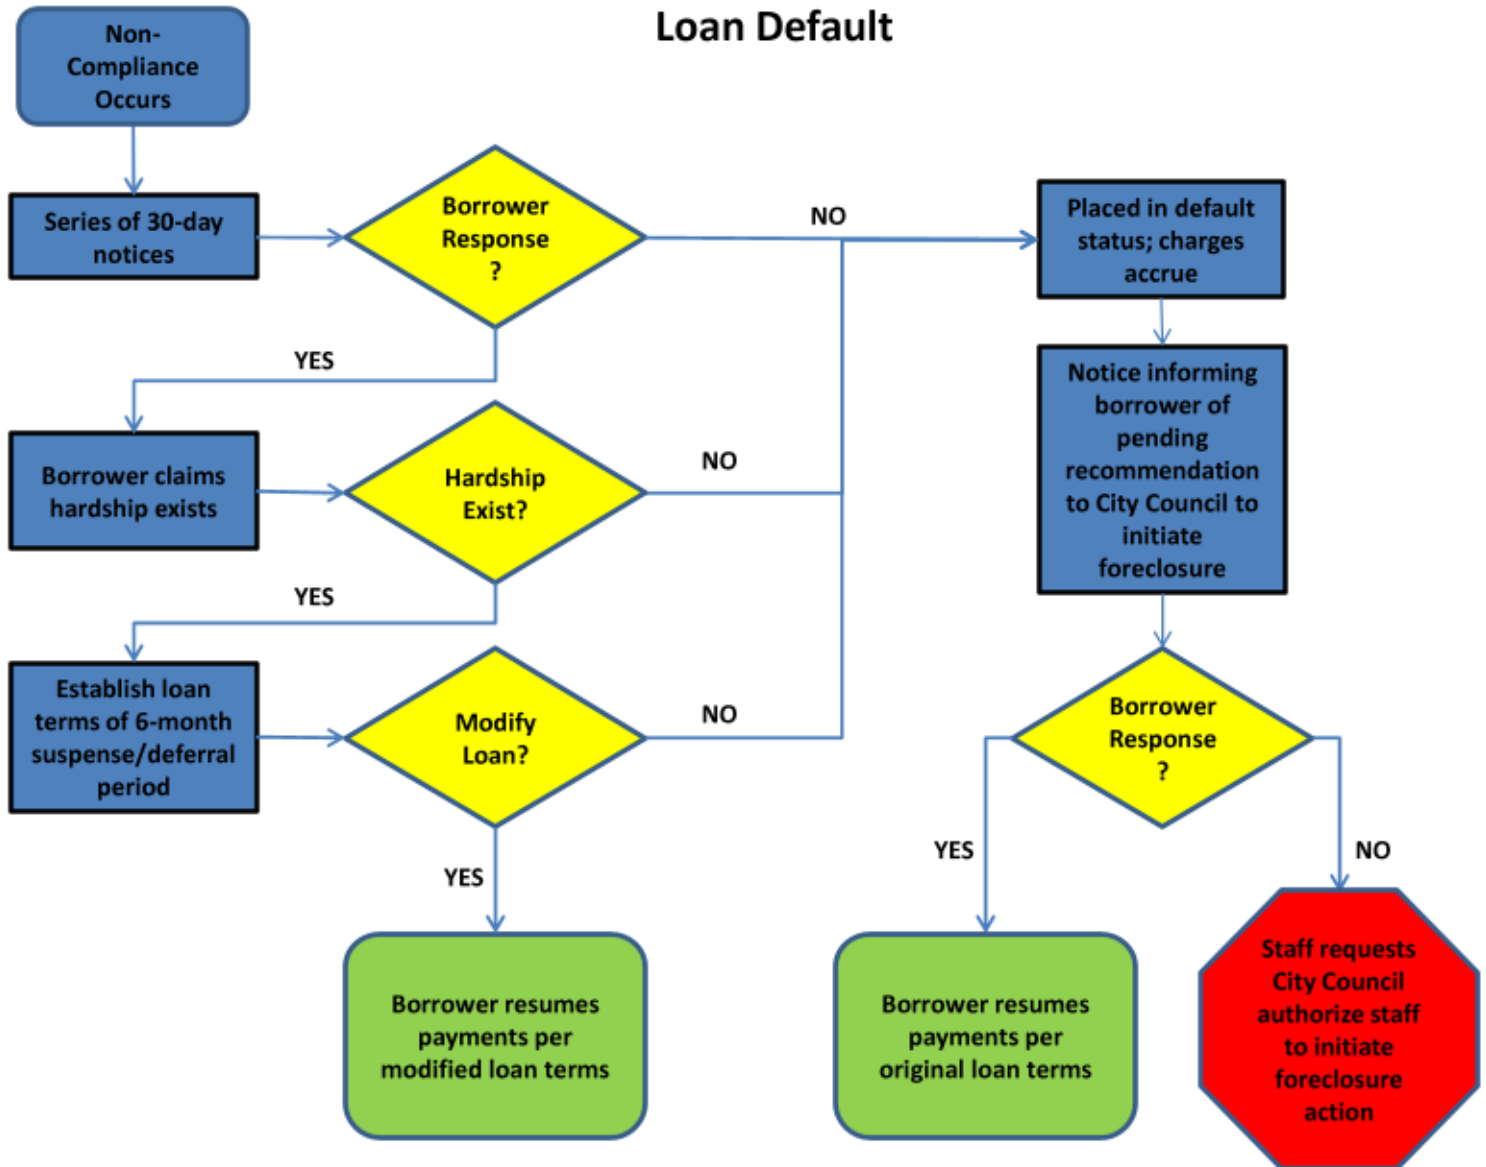 Loan Default
Non-
Compliance
Occurs
Series of 30-day
notices
Borrower
Response
?
NO
Placed in default
status; charges
accrue
YES
Notice informing
borrower of
pending
recommendation
to City Council to
initiate
foreclosure
Borrower claims
hardship exists
Hardship
Exist?
NO
YES
Establish loan
terms of 6-month
suspense/deferral
period
Modify
Loan?
NO
Borrower
Response
?
YES
YES
NO
Borrower resumes
payments per
modified loan terms
Borrower resumes
payments per
original loan terms
Staff requests
City Council
authorize staff
to initiate
foreclosure
action